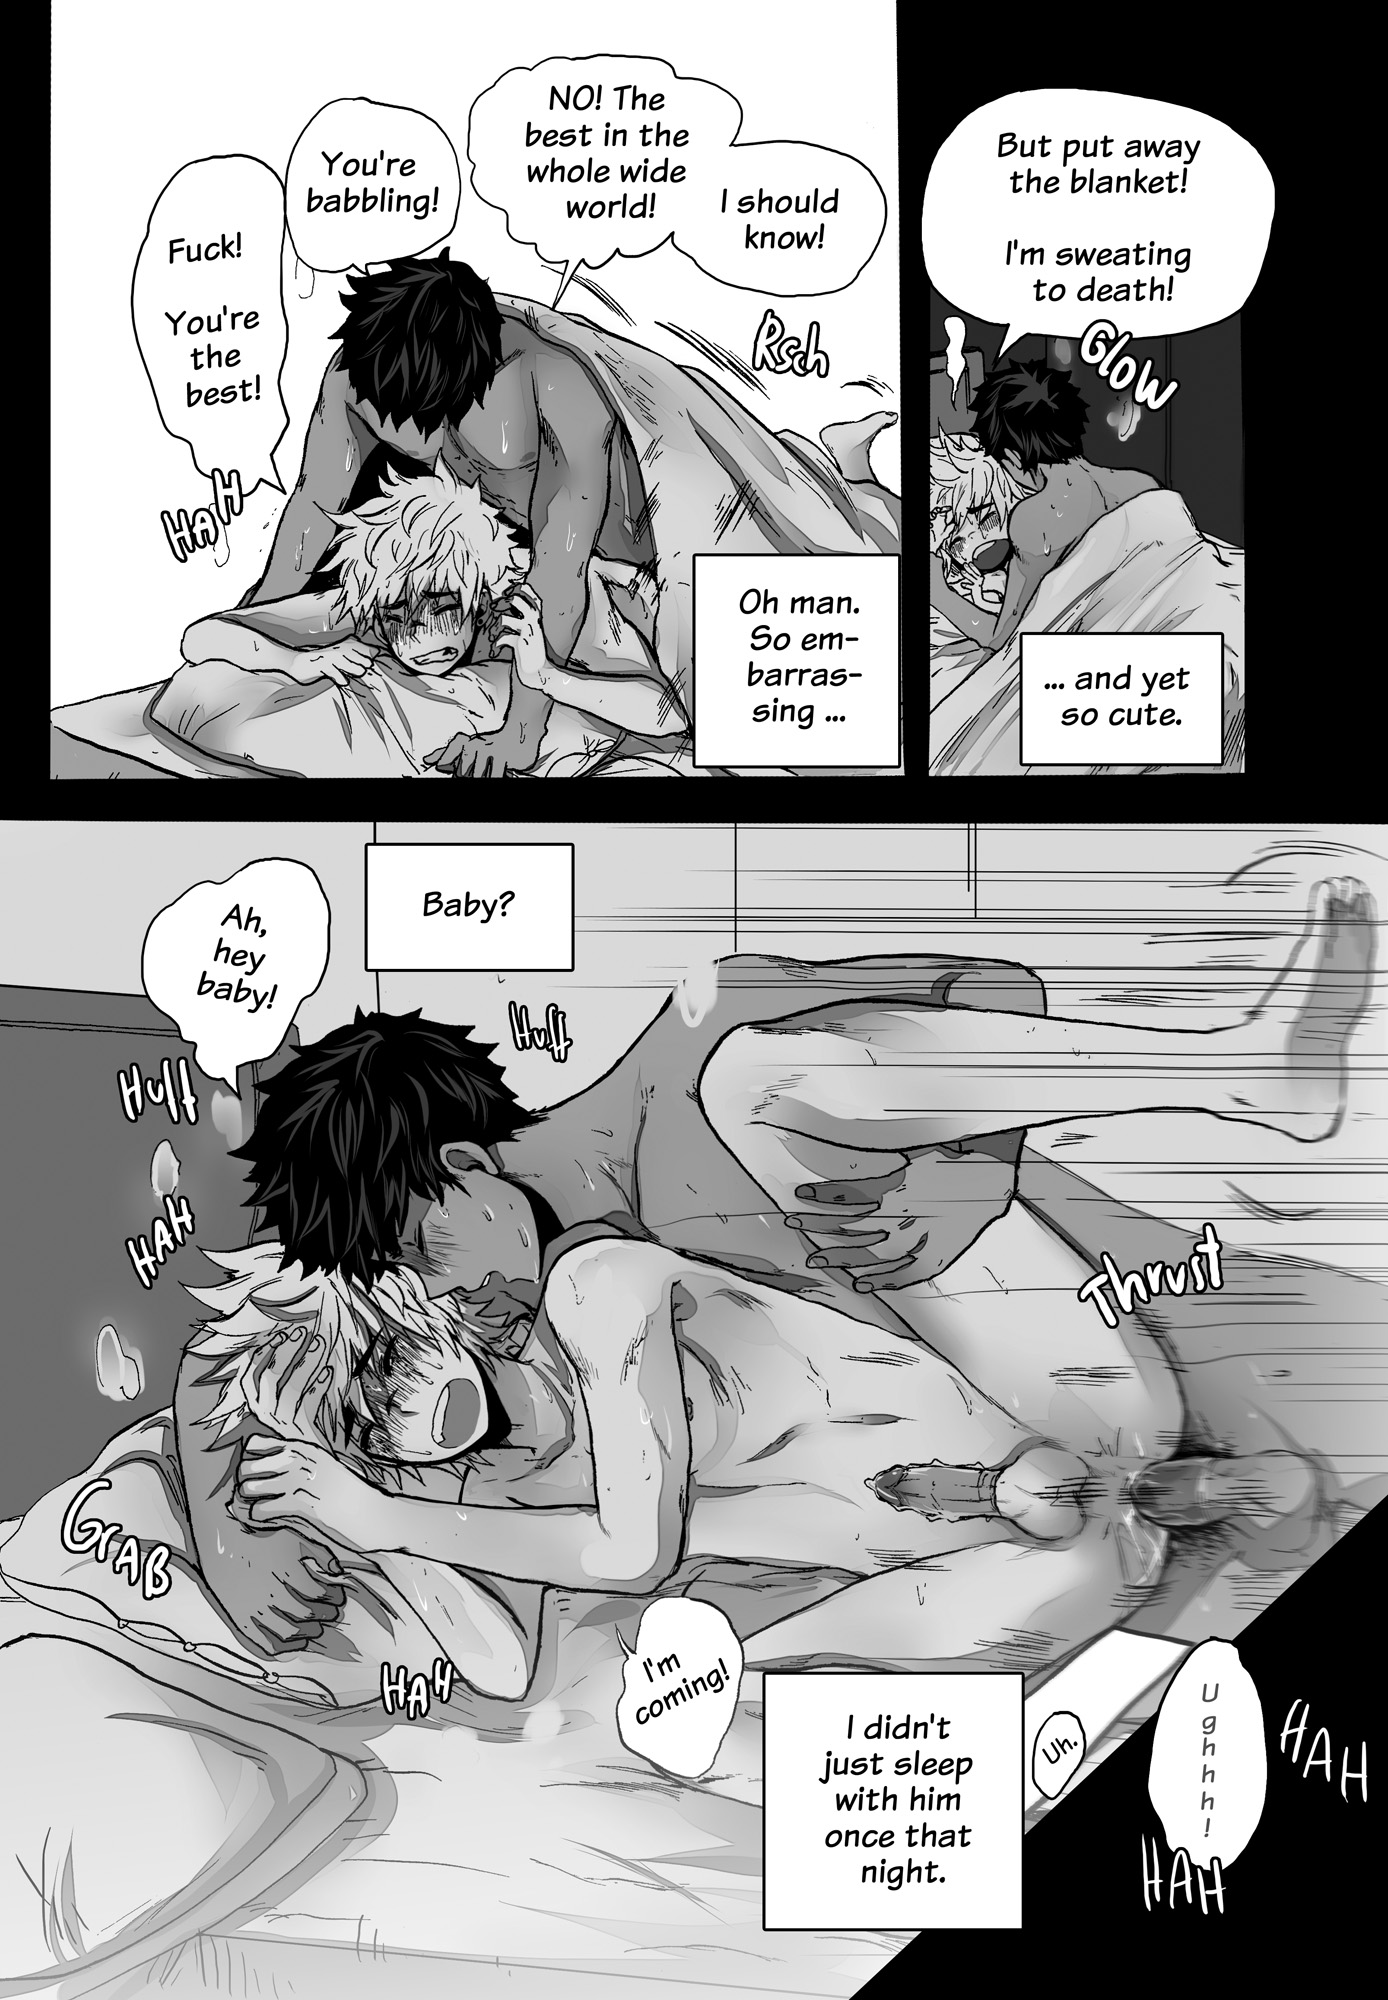 Fuck!
You're
the
best!
You're
babbling!
NO! The
best in the
whole wide
world!
I should
know!
Rsch
HAH
Oh man.
So em-
barras-
sing ...
But put away
the blanket!
I'm sweating
to death!
Glow
... and yet
so cute.
Baby?
Ah,
hey
baby!
Huff
Huff
HAH
Thrust
GRAB
HAH
I'm
coming!
I didn't
just sleep
with him
once that
night.
Uh.
Ughhh!
HAH
HAH